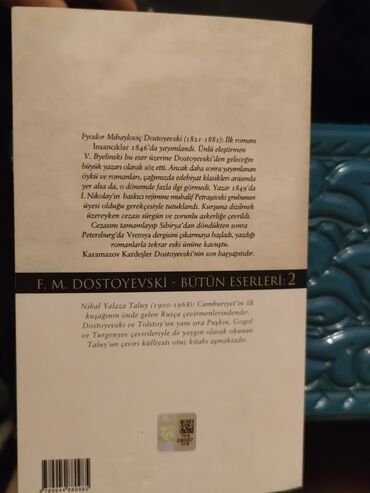 Fyodor Mihayloviç Dostoyevski (1821-1881): İlk romanı
İnsancıklar 1846'da yayımlandı. Ünlü eleştirmen
V. Byelinski bu eser üzerine Dostoyevski'den geleceğin
büyük yazarı olarak söz etti. Ancak daha sonra yayımlanan
öykü ve romanları, çağımızda edebiyat klasikleri arasında
yer alsa da, o dönemde fazla ilgi görmedi. Yazar 1849'da
I. Nikolay'ın baskıcı rejimine muhalif Petraşevski grubunun
üyesi olduğu gerekçesiyle tutuklandı. Kurşuna dizilmek
üzereyken cezası sürgün ve zorunlu askerliğe çevrildi.
Cezasını tamamlayıp Sibirya'dan döndükten sonra
Petersburg'da Vremya dergisini çıkarmaya başladı, yazdığı
romanlarla tekrar eski ününe kavuştu.
Karamazov Kardeşler Dostoyevski'nin son başyapıtıdır.
F. M. DOSTOYEVSKİ - BÜTÜN ESERLERİ: 2
Nihal Yalaza Taluy (1900-1968): Cumhuriyet'in ilk
kuşağının önde gelen Rusça çevirmenlerindendir.
Dostoyevski ve Tolstoy'un yanı sıra Puşkin, Gogol
ve Turgenyev çevirileriyle de yaygın olarak okunan
Taluy'un çeviri külliyatı otuz kitabı aşmaktadır.